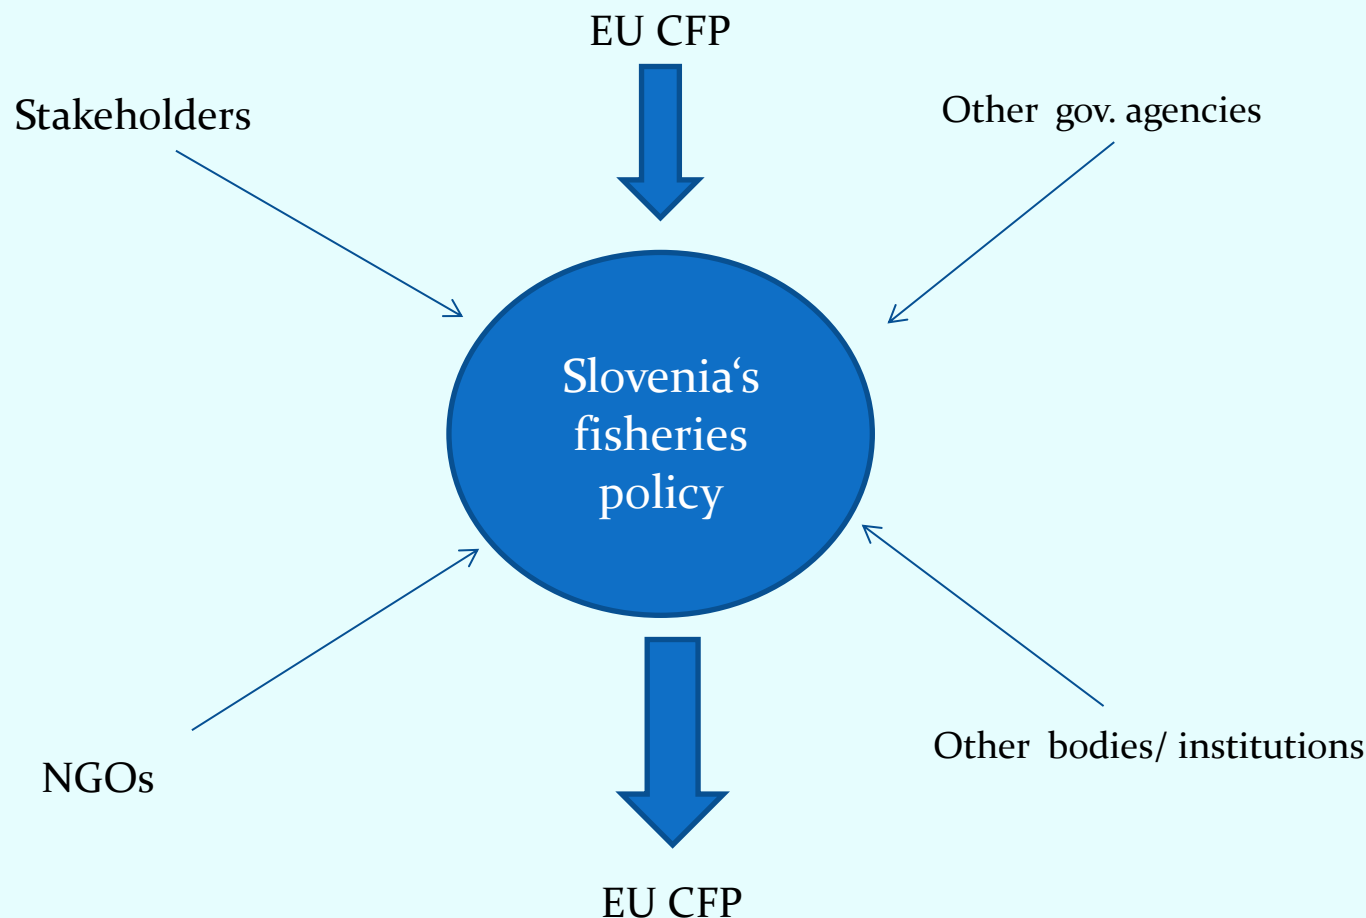 EU CFP
Stakeholders
Other gov. agencies
Slovenia‘s
fisheries
policy
Other bodies/ institutions
NGOs
EU CFP